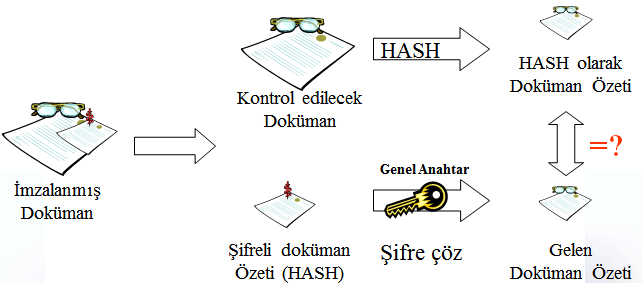 İmzalanmış
Doküman
Kontrol edilecek
Doküman
HASH
HASH olarak
Doküman Özeti
=?
Şifreli doküman
Özeti (HASH)
Genel Anahtar
Şifre çöz
Gelen
Doküman Özeti